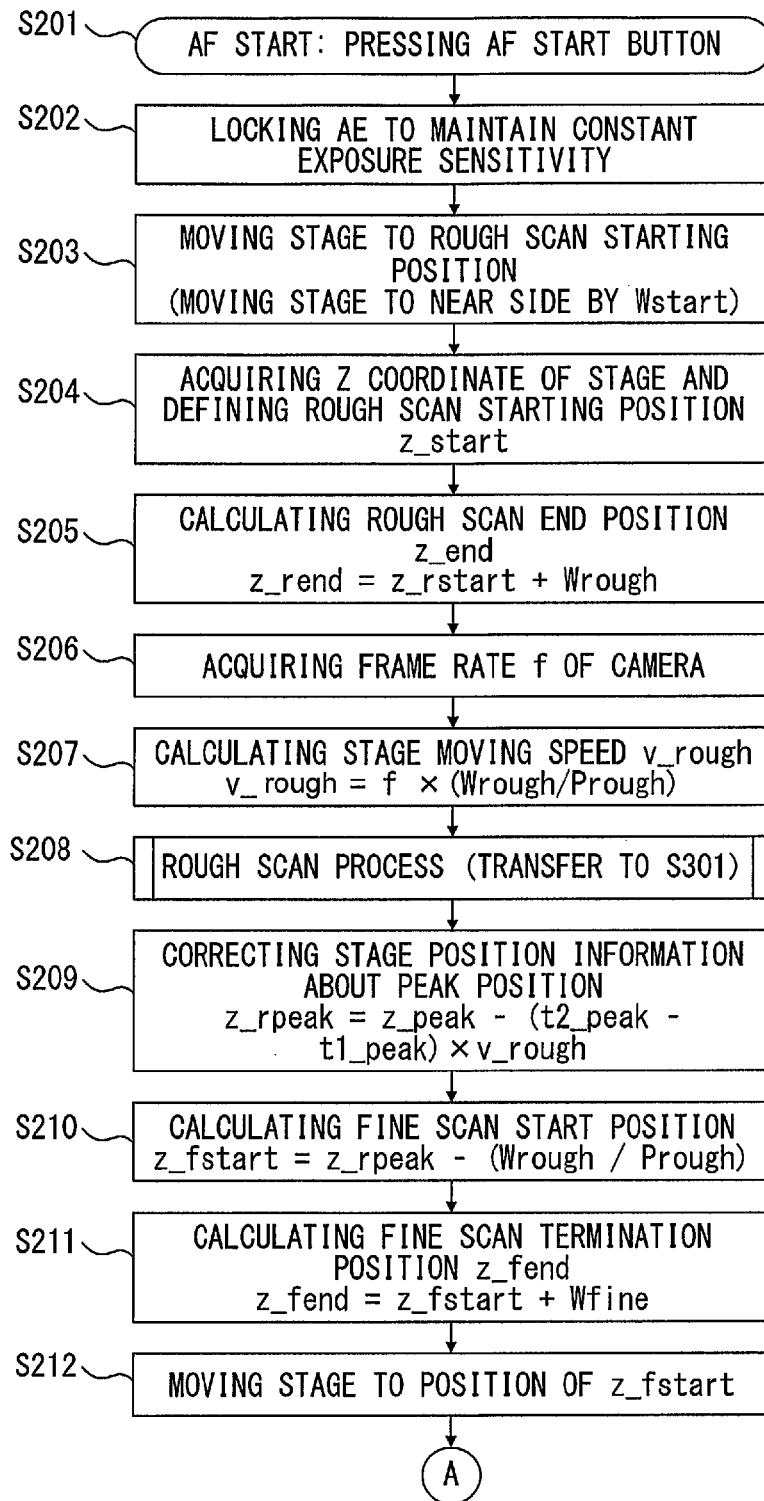 S201
AF START: PRESSING AF START BUTTON
S202
LOCKING AE TO MAINTAIN CONSTANT
EXPOSURE SENSITIVITY
S203
MOVING STAGE TO ROUGH SCAN STARTING
POSITION
(MOVING STAGE TO NEAR SIDE BY Wstart)
S204
ACQUIRING Z COORDINATE OF STAGE AND
DEFINING ROUGH SCAN STARTING POSITION
z_start
S205
CALCULATING ROUGH SCAN END POSITION
z_end
z_rend = z_rstart + Wrough
S206
ACQUIRING FRAME RATE f OF CAMERA
S207
CALCULATING STAGE MOVING SPEED v_rough
v_rough = f × (Wrough/Prough)
S208
ROUGH SCAN PROCESS (TRANSFER TO S301)
S209
CORRECTING STAGE POSITION INFORMATION
ABOUT PEAK POSITION
z_rpeak = z_peak - (t2_peak -
t1_peak) × v_rough
S210
CALCULATING FINE SCAN START POSITION
z_fstart = z_rpeak - (Wrough / Prough)
S211
CALCULATING FINE SCAN TERMINATION
POSITION z_fend
z_fend = z_fstart + Wfine
S212
MOVING STAGE TO POSITION OF z_fstart
A